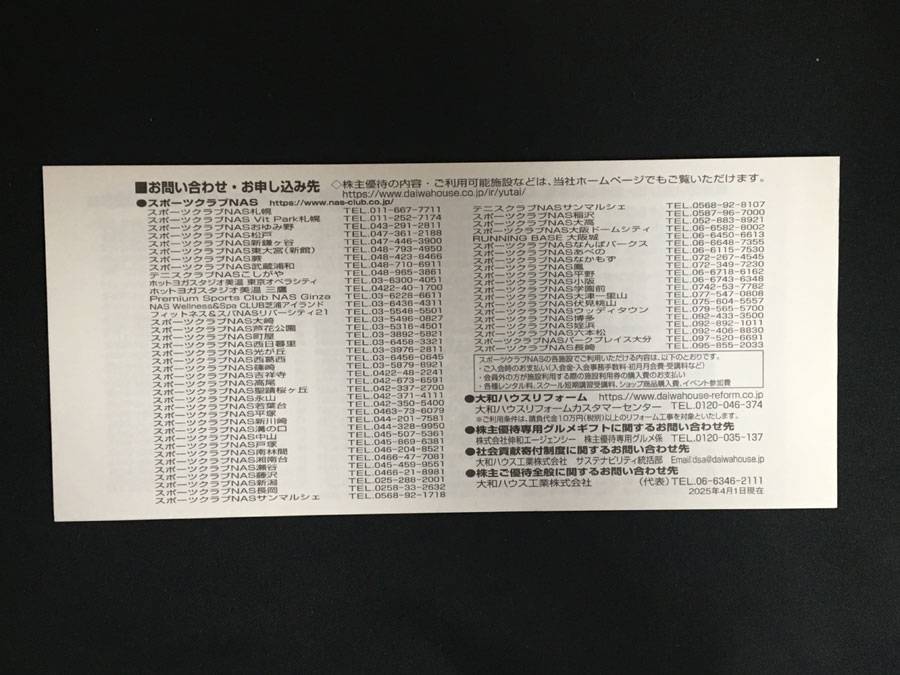 ■お問い合わせ・お申し込み先 ◇株主優待の内容・ご利用可能施設などは、当社ホームページでもご覧いただけます。
https://www.daiwahouse.co.jp/ir/yutai/
●スポーツクラブNAS https://www.nas-club.co.jp/
スポーツクラブNAS札幌 TEL.011-667-7711
スポーツクラブNAS Vit Park札幌 TEL.011-252-7174
スポーツクラブNASおゆみ野 TEL.043-291-2811
スポーツクラブNAS松戸 TEL.047-361-2188
スポーツクラブNAS新鎌ヶ谷 TEL.047-446-3900
スポーツクラブNAS東大宮(新館) TEL.048-793-4950
スポーツクラブNAS蕨 TEL.048-423-8466
スポーツクラブNAS武蔵浦和 TEL.048-710-6911
テニスクラブNASこしがや TEL.048-965-3861
ホットヨガスタジオ美温 東京オペラシティ TEL.03-6300-4051
ホットヨガスタジオ美温 三鷹 TEL.0422-40-1700
Premium Sports Club NAS Ginza TEL.03-6228-6611
NAS Wellness&Spa CLUB芝浦アイランド TEL.03-6436-4311
フィットネス&スパNASリバーシティ21 TEL.03-5548-5501
スポーツクラブNAS大崎 TEL.03-5496-0827
スポーツクラブNAS芦花公園 TEL.03-5316-4501
スポーツクラブNAS町屋 TEL.03-3892-5821
スポーツクラブNAS西日暮里 TEL.03-6458-3321
スポーツクラブNAS光が丘 TEL.03-3976-2811
スポーツクラブNAS西葛西 TEL.03-6456-0645
スポーツクラブNAS篠崎 TEL.03-5879-8921
スポーツクラブNAS吉祥寺 TEL.0422-48-2241
スポーツクラブNAS高尾 TEL.042-673-6591
スポーツクラブNAS聖蹟桜ヶ丘 TEL.042-337-2700
スポーツクラブNAS永山 TEL.042-371-4111
スポーツクラブNAS若葉台 TEL.042-350-5400
スポーツクラブNAS平塚 TEL.0463-73-6079
スポーツクラブNAS新川崎 TEL.044-201-7581
スポーツクラブNAS溝の口 TEL.044-328-9950
スポーツクラブNAS中山 TEL.045-507-5361
スポーツクラブNAS戸塚 TEL.045-869-6381
スポーツクラブNAS南林間 TEL.046-204-8521
スポーツクラブNAS湘南台 TEL.0466-47-7081
スポーツクラブNAS瀬谷 TEL.045-459-9551
スポーツクラブNAS藤沢 TEL.0466-21-8981
スポーツクラブNAS新潟 TEL.025-288-2001
スポーツクラブNAS長岡 TEL.0258-33-2632
スポーツクラブNASサンマルシェ TEL.0568-92-1718
テニスクラブNASサンマルシェ TEL.0568-92-8107
スポーツクラブNAS稲沢 TEL.0587-96-7000
スポーツクラブNAS大高 TEL.052-883-8921
スポーツクラブNAS大阪ドームシティ TEL.06-6582-8002
RUNNING BASE 大阪城 TEL.06-6450-6613
スポーツクラブNASなんばパークス TEL.06-6648-7355
スポーツクラブNASあべの TEL.06-6115-7530
スポーツクラブNASなかもず TEL.072-267-4545
スポーツクラブNAS鳳 TEL.072-349-7230
スポーツクラブNAS平野 TEL.06-6718-6162
スポーツクラブNAS小阪 TEL.06-6743-6348
スポーツクラブNAS学園前 TEL.0742-53-7782
スポーツクラブNAS大津一里山 TEL.077-547-0808
スポーツクラブNAS伏見桃山 TEL.075-604-5557
スポーツクラブNASウッディタウン TEL.079-565-5700
スポーツクラブNAS博多 TEL.092-433-3500
スポーツクラブNAS姪浜 TEL.092-892-1011
スポーツクラブNAS六本松 TEL.092-406-8830
スポーツクラブNASパークプレイス大分 TEL.097-520-6691
スポーツクラブNAS長崎 TEL.095-855-2033
スポーツクラブNASの各施設でご利用いただける内容は、以下のとおりです。
・ご入会時のお支払い(入会金・入会事務手数料・初月月会費・受講料など)
・会員外の方が施設利用する際の施設利用券の購入費のお支払い
・各種レンタル料、スクール短期講習受講料、ショップ商品購入費、イベント参加費
●大和ハウスリフォーム https://www.daiwahouse-reform.co.jp
大和ハウスリフォームカスタマーセンター TEL.0120-046-374
※ご利用条件は、請負代金10万円(税別)以上のリフォーム工事を対象といたします。
●株主優待専用グルメギフトに関するお問い合わせ先
株式会社伸和エージェンシー 株主優待専用グルメ係 TEL.0120-035-137
●社会貢献寄付制度に関するお問い合わせ先
大和ハウス工業株式会社 サステナビリティ統括部 Email:dsa@daiwahouse.jp
●株主ご優待全般に関するお問い合わせ先
大和ハウス工業株式会社 (代表)TEL.06-6346-2111
2025年4月1日現在